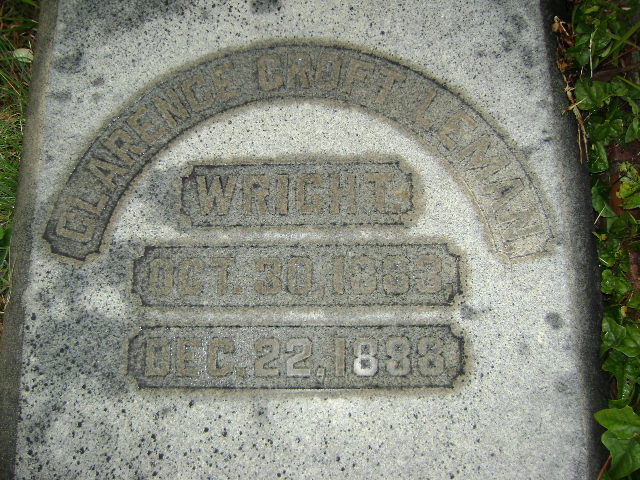 CLARENCE CROFT LEMAN
WRIGHT
OCT. 30, 1883,
DEC. 22, 1888.